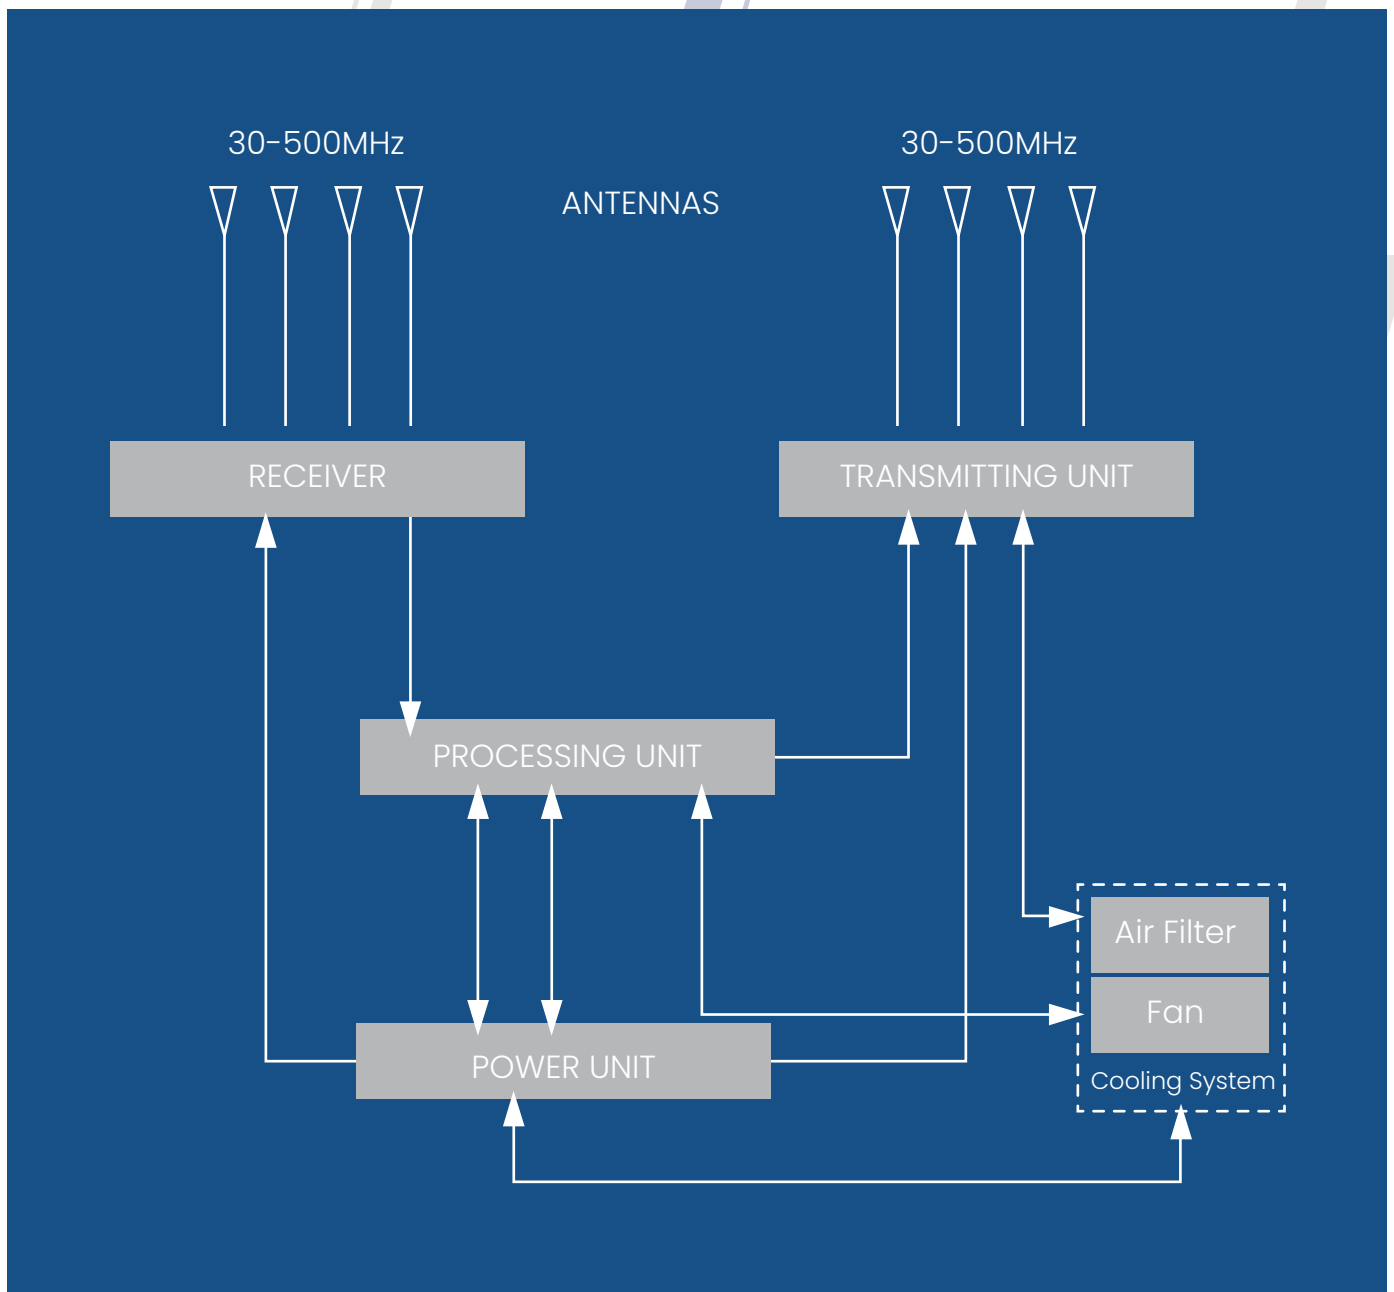 30-500MHz
30-500MHz
ANTENNAS
RECEIVER
TRANSMITTING UNIT
PROCESSING UNIT
Air Filter
Fan
POWER UNIT
Cooling System